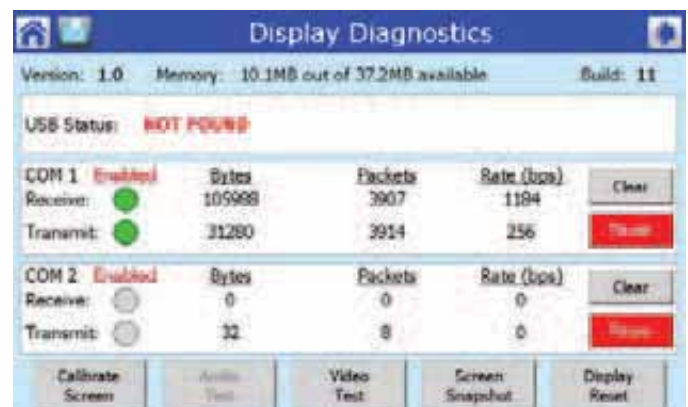 Display Diagnostics
Version: 1.0 Memory: 10.1MB out of 37.2MB available Build: 11
USB Status: NOT FOUND
COM 1 Enabled Bytes Packets Rate (bps)
Clear
Receive: 105998 3907 1184
Transmit: 31280 3914 256
COM 2 Enabled Bytes Packets Rate (bps)
Clear
Receive: 0 0 0
Transmit: 32 8 0
Calibrate Screen
Audio Test
Video Test
Screen Snapshot
Display Reset